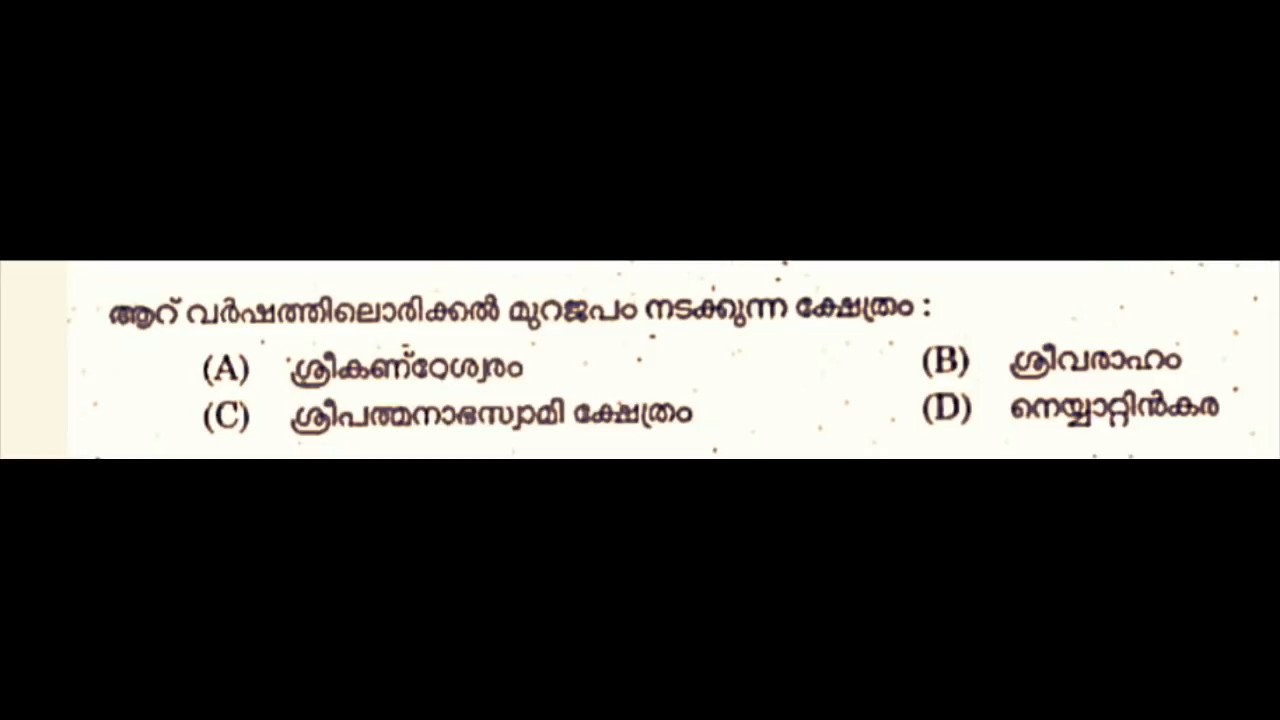 ആറ് വർഷത്തിലൊരിക്കൽ മുറജപം നടക്കുന്ന ക്ഷേത്രം :
(A) ശ്രീകണ്ഠേശ്വരം (B) ശ്രീവരാഹം
(C) ശ്രീപത്മനാഭസ്വാമി ക്ഷേത്രം (D) നെയ്യാറ്റിൻകര